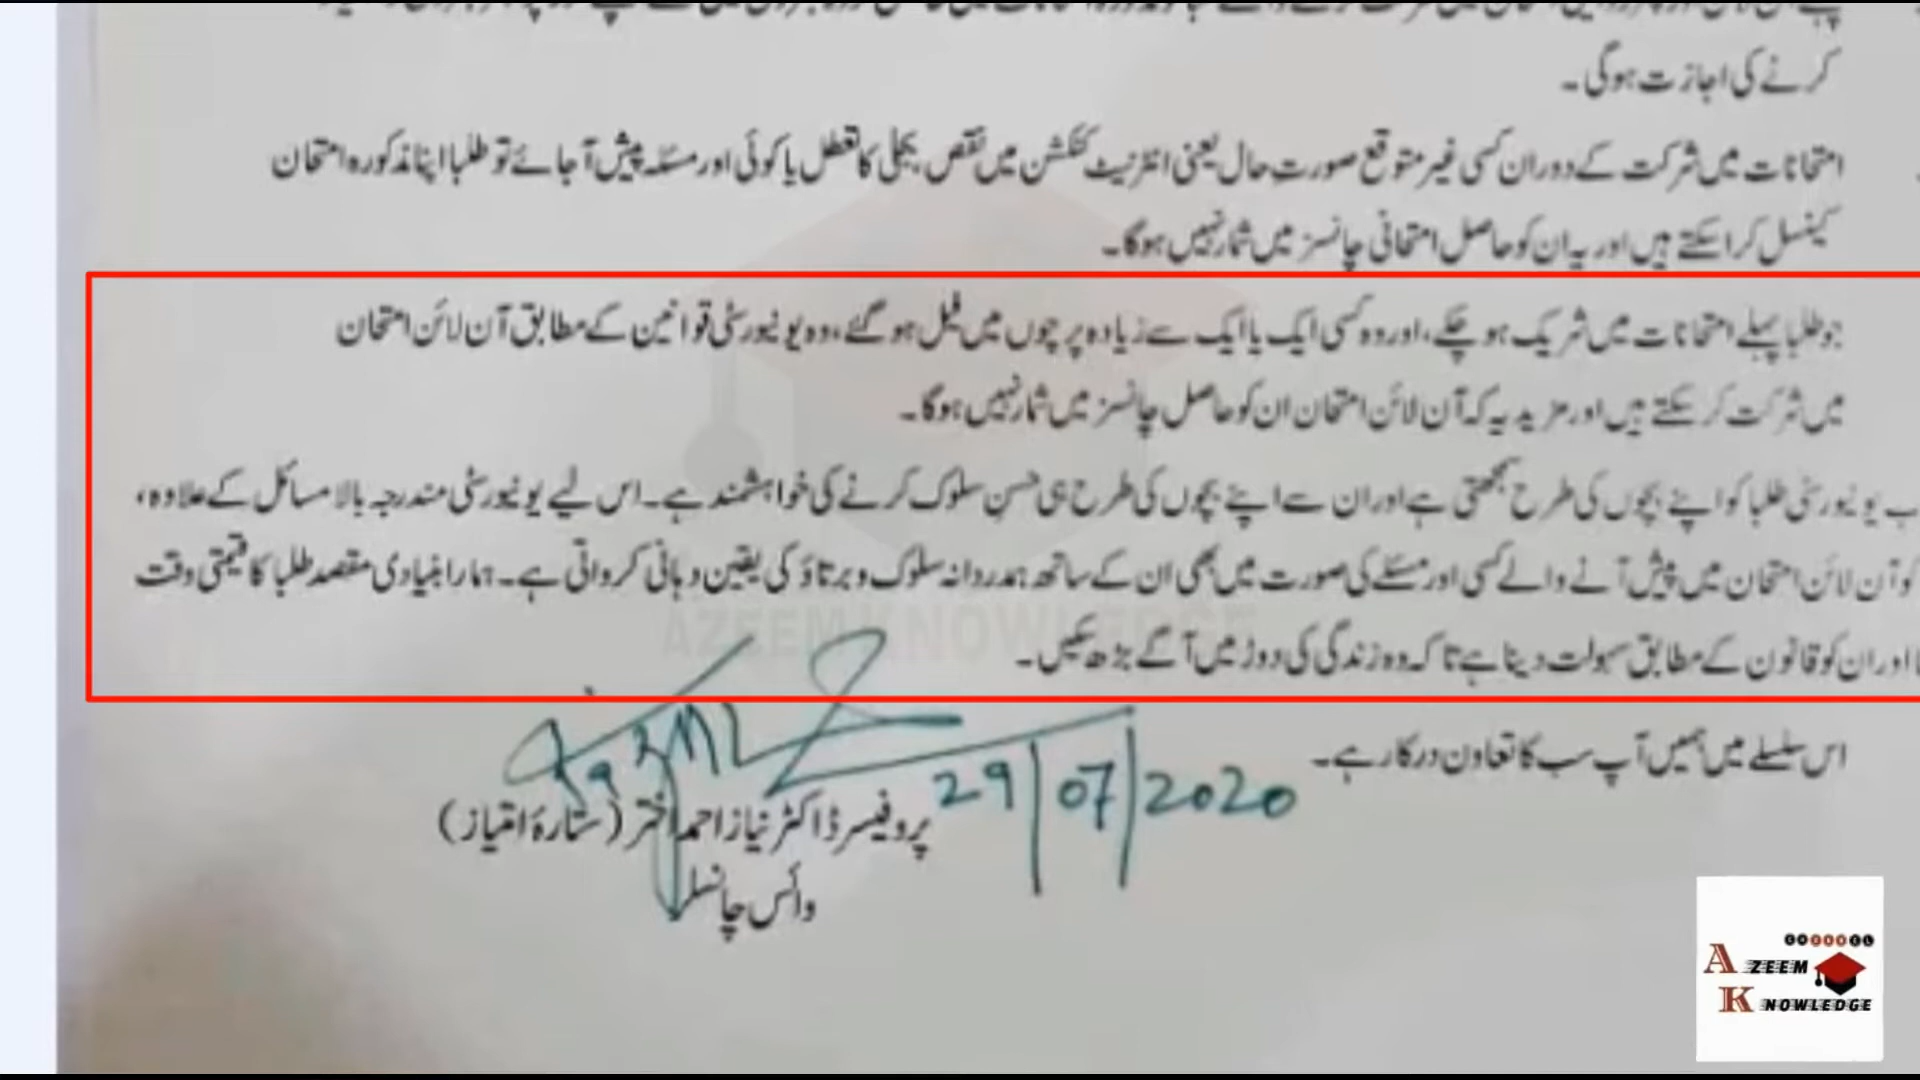 کرنے کی اجازت ہوگی۔
امتحانات میں شرکت کے دوران کسی غیر متوقع صورتِ حال یعنی انٹرنیٹ کنکشن میں نقص بجلی کا تعطل یا کوئی اور مسئلہ پیش آجائے تو طلبا اپنا مذکورہ امتحان
کینسل کرا سکتے ہیں اور یہ ان کو حاصل امتحانی چانسز میں شمار نہیں ہوگا۔
جو طلبا پہلے امتحانات میں شریک ہو چکے، اور وہ کسی ایک یا ایک سے زیادہ پرچوں میں فیل ہو گئے، وہ یونیورسٹی قوانین کے مطابق آن لائن امتحان
میں شرکت کر سکتے ہیں اور مزید یہ کہ آن لائن امتحان ان کو حاصل چانسز میں شمار نہیں ہوگا۔
یونیورسٹی طلبا کو اپنے بچوں کی طرح سمجھتی ہے اور ان سے اپنے بچوں کی طرح ہی حسنِ سلوک کرنے کی خواہشمند ہے۔ اس لیے یونیورسٹی مندرجہ بالا مسائل کے علاوہ،
کو آن لائن امتحان میں پیش آنے والے کسی اور مسئلے کی صورت میں بھی ان کے ساتھ ہمدردانہ سلوک و برتاؤ کی یقین دہانی کرواتی ہے۔ ہمارا بنیادی مقصد طلبا کا قیمتی وقت
اور ان کو قانون کے مطابق سہولت دینا ہے تاکہ وہ زندگی کی دوڑ میں آگے بڑھ سکیں۔
AZEEM KNOWLEDGE
اس سلسلے میں ہمیں آپ سب کا تعاون درکار ہے۔
29/07/2020
پروفیسر ڈاکٹر نیاز احمد اختر (ستارۂ امتیاز)
وائس چانسلر
AZEEM
KNOWLEDGE